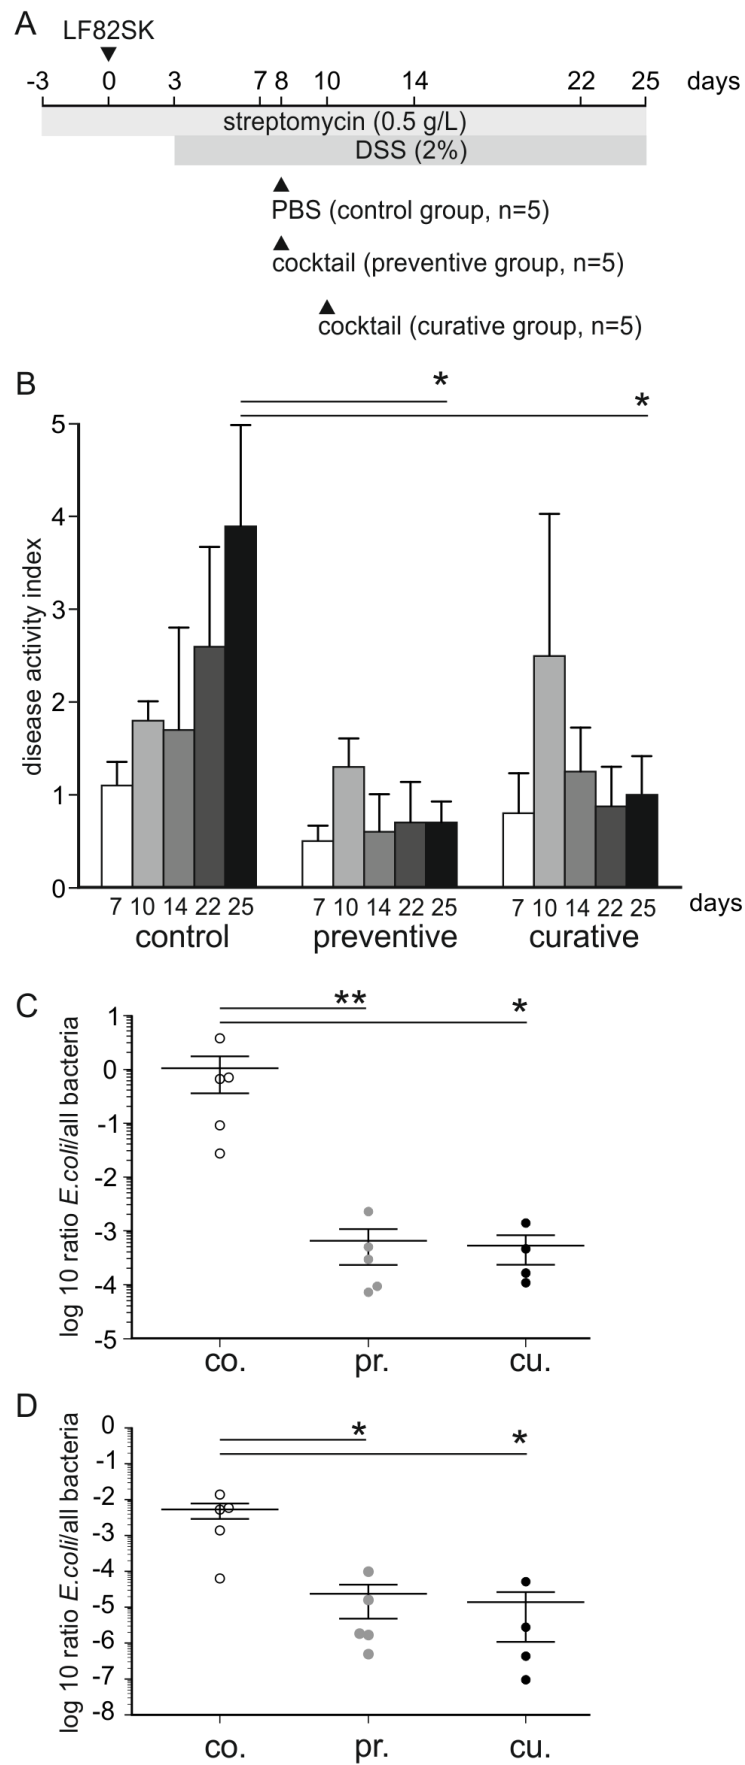 A
LF82SK
-3 0 3 7 8 10 14 22 25 days
streptomycin (0.5 g/L)
DSS (2%)
PBS (control group, n=5)
cocktail (preventive group, n=5)
cocktail (curative group, n=5)
B
* *
disease activity index
5
4
3
2
1
0
7 10 14 22 25 7 10 14 22 25 7 10 14 22 25 days
control preventive curative
C
** *
log 10 ratio E.coli/all bacteria
1
0
-1
-2
-3
-4
-5
co. pr. cu.
D
* *
log 10 ratio E.coli/all bacteria
0
-1
-2
-3
-4
-5
-6
-7
-8
co. pr. cu.